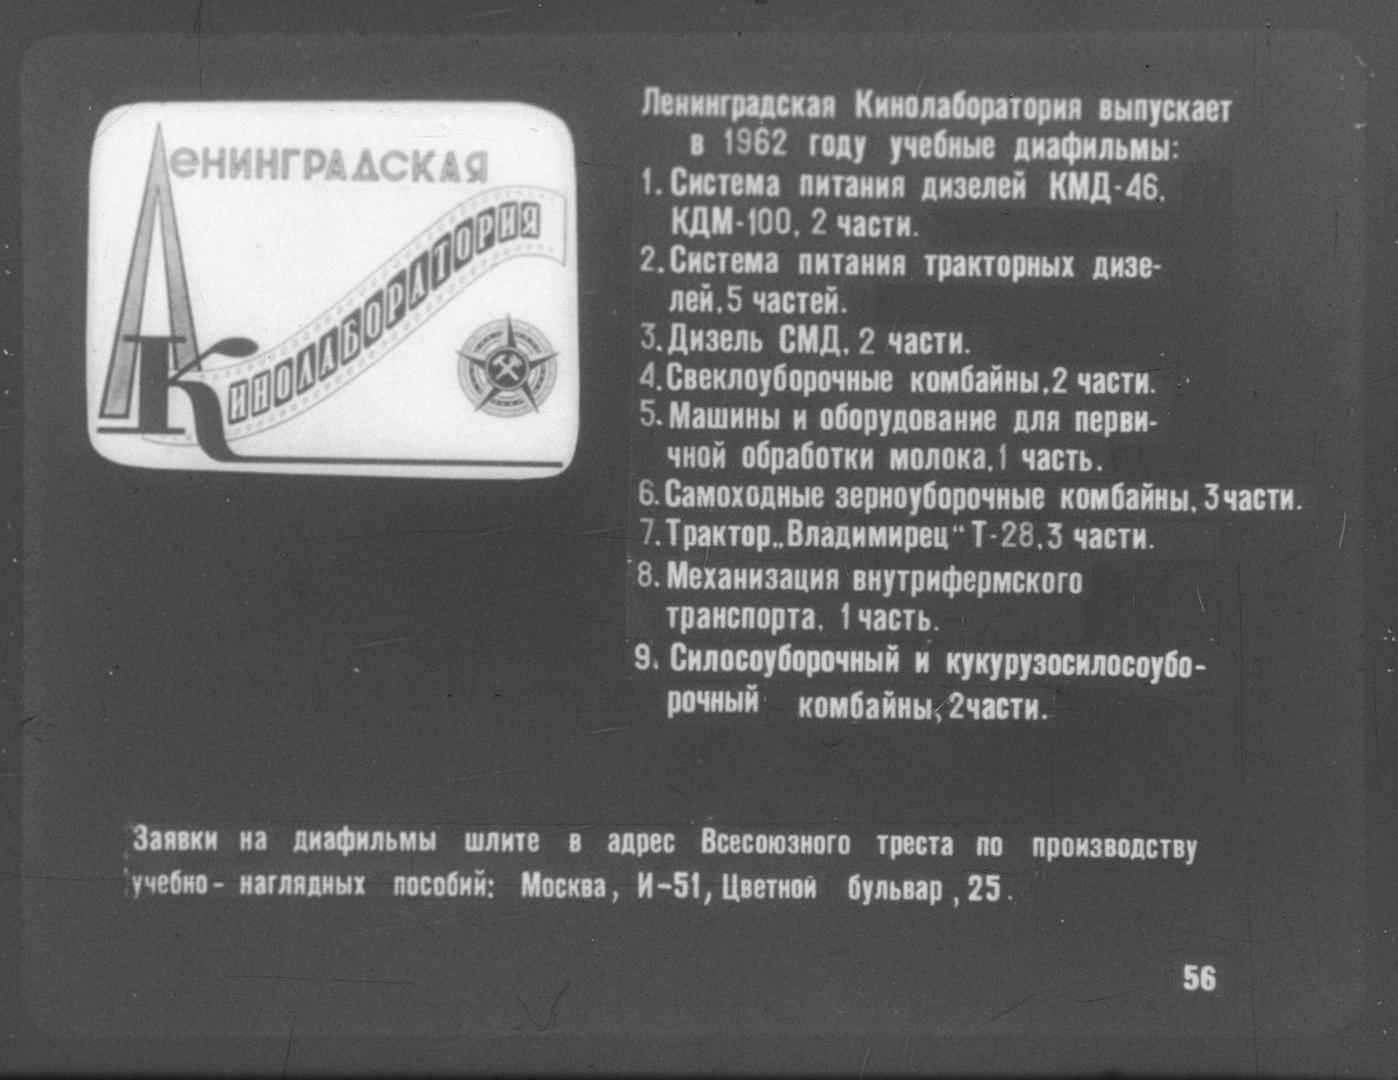 Ленинградская
Кинолаборатория
Ленинградская Кинолаборатория выпускает
в 1962 году учебные диафильмы:
1. Система питания дизелей КМД-46,
КДМ-100, 2 части.
2. Система питания тракторных дизе-
лей, 5 частей.
3. Дизель СМД, 2 части.
4. Свеклоуборочные комбайны, 2 части.
5. Машины и оборудование для перви-
чной обработки молока, 1 часть.
6. Самоходные зерноуборочные комбайны, 3 части.
7. Трактор „Владимирец“ Т-28, 3 части.
8. Механизация внутрифермского
транспорта, 1 часть.
9. Силосоуборочный и кукурузосилосоубо-
рочный комбайны, 2 части.
Заявки на диафильмы шлите в адрес Всесоюзного треста по производству
учебно- наглядных пособий: Москва, И-51, Цветной бульвар, 25.
56